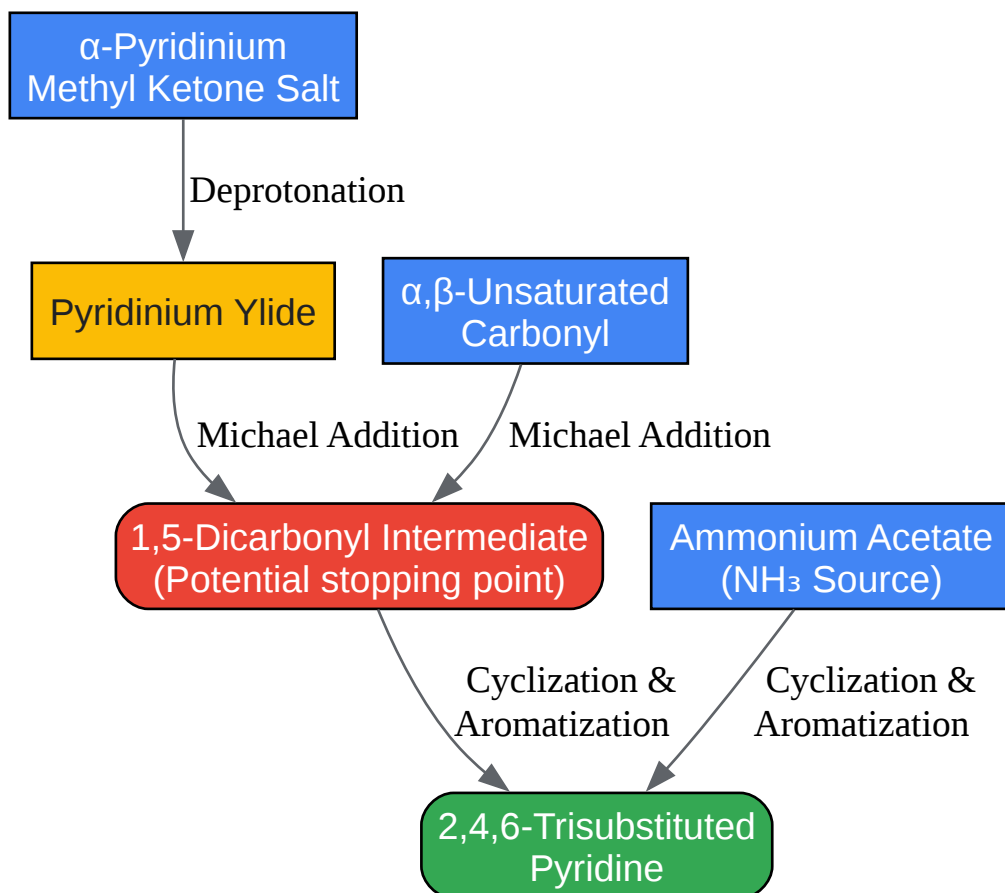 α-Pyridinium
Methyl Ketone Salt
Deprotonation
Pyridinium Ylide
α,β-Unsaturated
Carbonyl
Michael Addition
Michael Addition
1,5-Dicarbonyl Intermediate
(Potential stopping point)
Ammonium Acetate
(NH₃ Source)
Cyclization &
Aromatization
Cyclization &
Aromatization
2,4,6-Trisubstituted
Pyridine